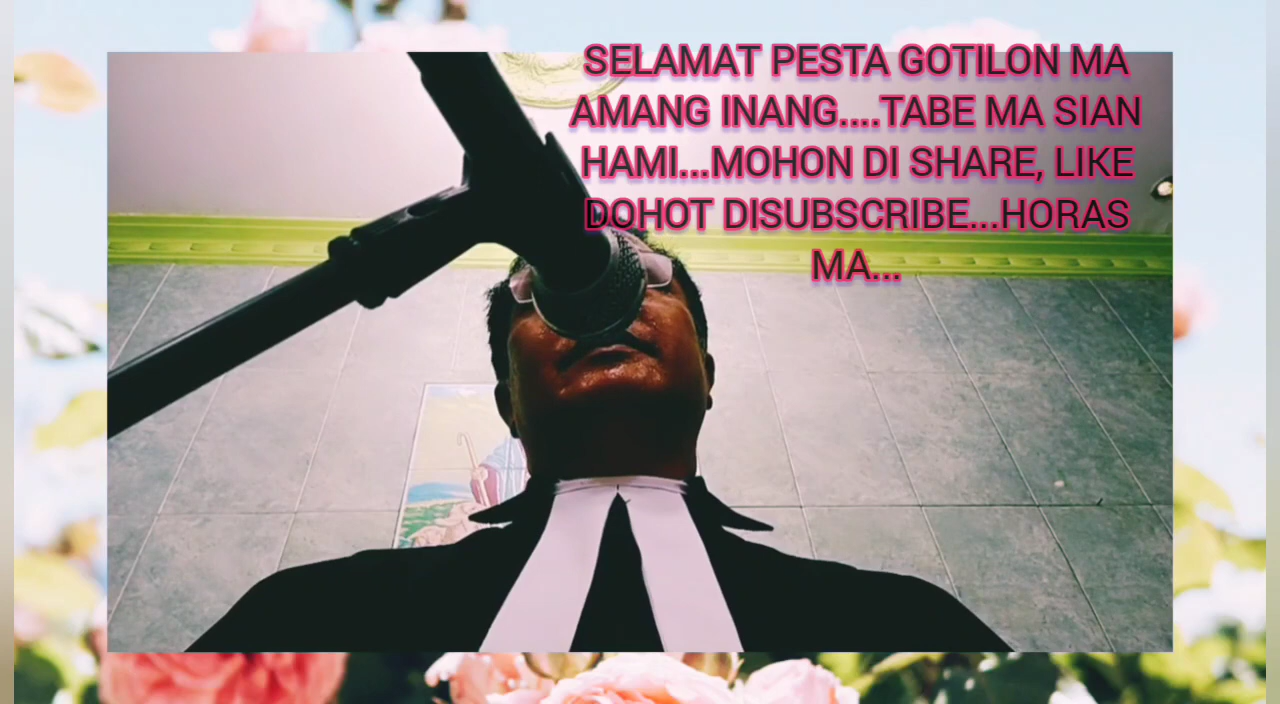 SELAMAT PESTA GOTILON MA
AMANG INANG....TABE MA SIAN
HAMI...MOHON DI SHARE, LIKE
DOHOT DISUBSCRIBE...HORAS
MA...